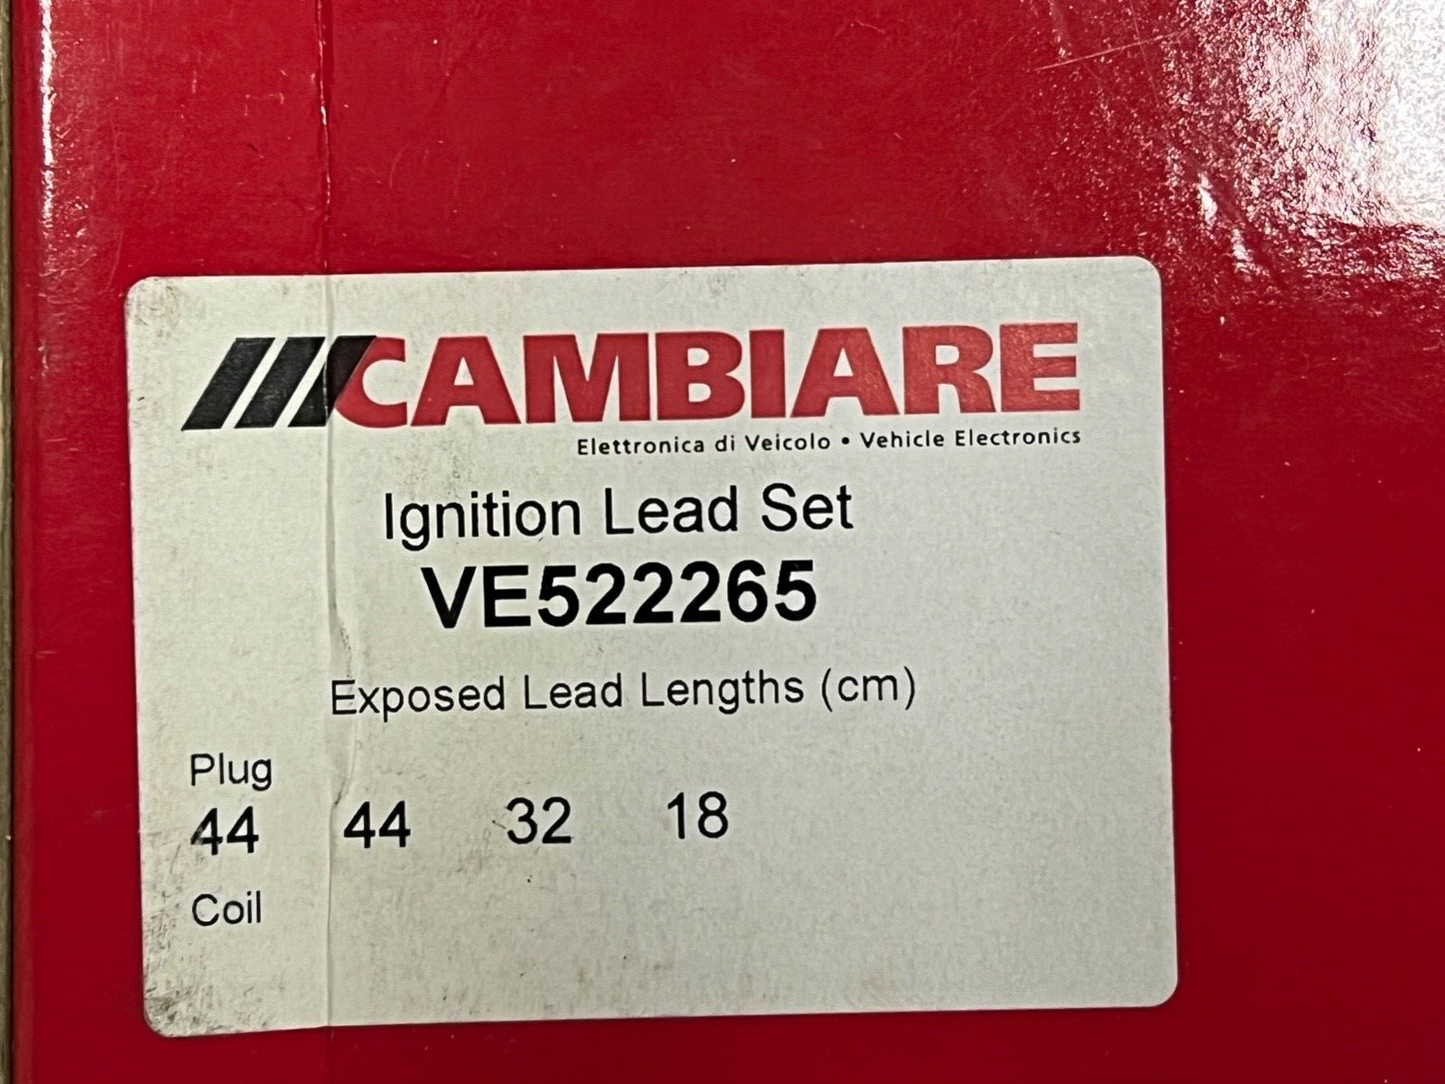 CAMBIARE
Elettronica di Veicolo • Vehicle Electronics
Ignition Lead Set
VE522265
Exposed Lead Lengths (cm)
Plug
44 44 32 18
Coil